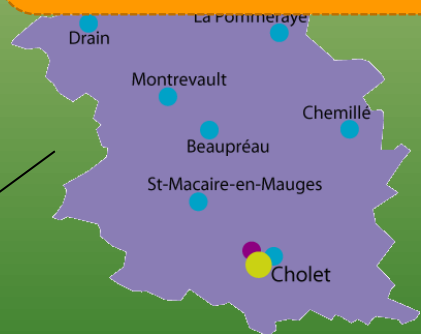 La Pommeraye
Drain
Montrevault
Chemillé
Beaupréau
St-Macaire-en-Mauges
Cholet